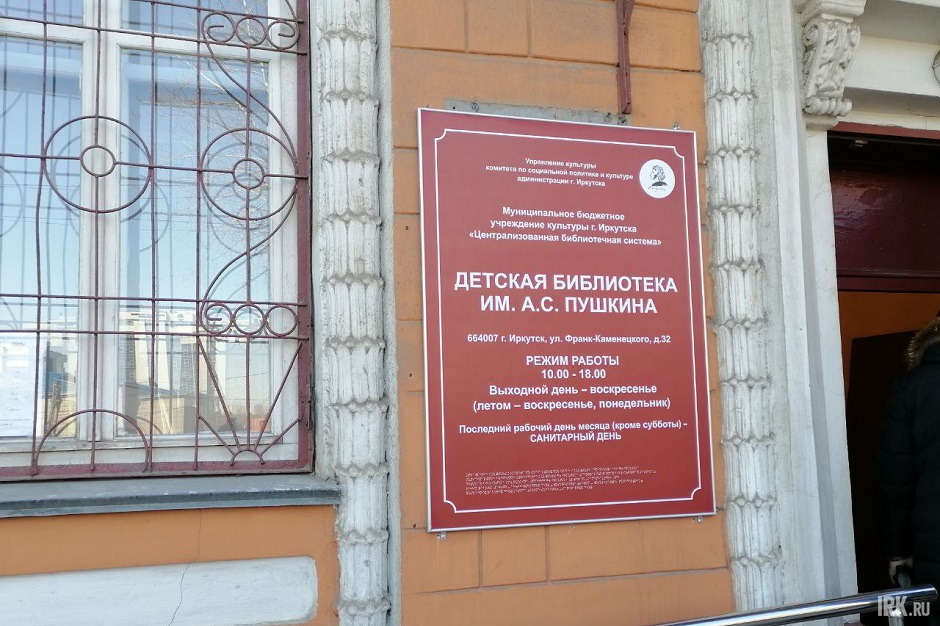 Управление культуры
комитета по социальной политике и культуре
администрации г. Иркутска
Муниципальное бюджетное
учреждение культуры г. Иркутска
«Централизованная библиотечная система»
ДЕТСКАЯ БИБЛИОТЕКА
ИМ. А.С. ПУШКИНА
664007 г. Иркутск, ул. Франк-Каменецкого, д.32
РЕЖИМ РАБОТЫ
10.00 - 18.00
Выходной день – воскресенье
(летом – воскресенье, понедельник)
Последний рабочий день месяца (кроме субботы) –
САНИТАРНЫЙ ДЕНЬ
IRK.RU